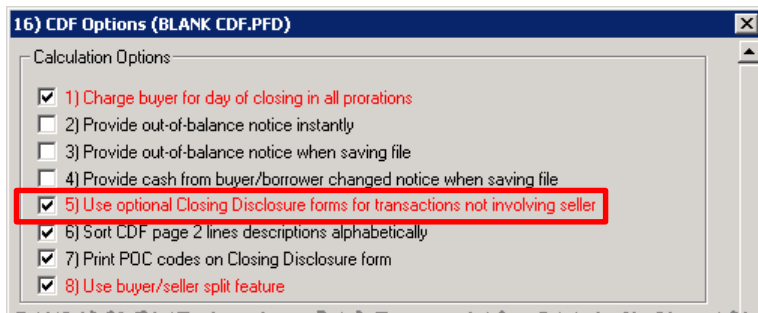 16) CDF Options (BLANK CDF.PFD)
Calculation Options
1) Charge buyer for day of closing in all prorations
2) Provide out-of-balance notice instantly
3) Provide out-of-balance notice when saving file
4) Provide cash from buyer/borrower changed notice when saving file
5) Use optional Closing Disclosure forms for transactions not involving seller
6) Sort CDF page 2 lines descriptions alphabetically
7) Print POC codes on Closing Disclosure form
8) Use buyer/seller split feature